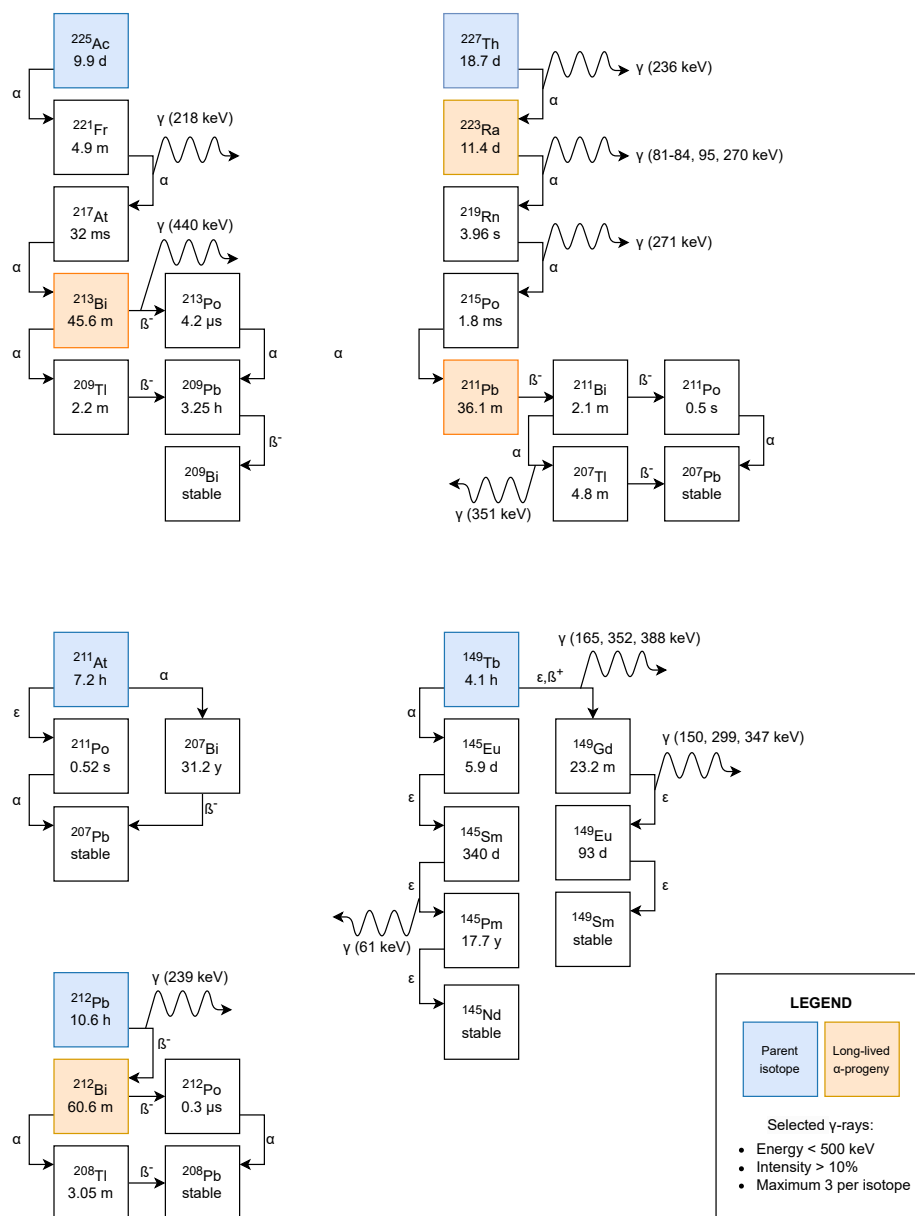 ²²⁵Ac
9.9 d
α
²²¹Fr
4.9 m
γ (218 keV)
α
²¹⁷At
32 ms
γ (440 keV)
α
²¹³Bi
45.6 m
ß⁻
²¹³Po
4.2 µs
α
α
²⁰⁹Tl
2.2 m
ß⁻
²⁰⁹Pb
3.25 h
ß⁻
²⁰⁹Bi
stable
²²⁷Th
18.7 d
γ (236 keV)
α
²²³Ra
11.4 d
γ (81-84, 95, 270 keV)
α
²¹⁹Rn
3.96 s
γ (271 keV)
α
²¹⁵Po
1.8 ms
α
²¹¹Pb
36.1 m
ß⁻
²¹¹Bi
2.1 m
ß⁻
²¹¹Po
0.5 s
α
α
γ (351 keV)
²⁰⁷Tl
4.8 m
ß⁻
²⁰⁷Pb
stable
²¹¹At
7.2 h
α
ε
²¹¹Po
0.52 s
²⁰⁷Bi
31.2 y
α
ß⁻
²⁰⁷Pb
stable
¹⁴⁹Tb
4.1 h
ε,ß⁺
γ (165, 352, 388 keV)
α
¹⁴⁵Eu
5.9 d
¹⁴⁹Gd
23.2 m
γ (150, 299, 347 keV)
ε
ε
¹⁴⁵Sm
340 d
¹⁴⁹Eu
93 d
ε
ε
γ (61 keV)
¹⁴⁵Pm
17.7 y
¹⁴⁹Sm
stable
ε
¹⁴⁵Nd
stable
²¹²Pb
10.6 h
γ (239 keV)
ß⁻
²¹²Bi
60.6 m
ß⁻
²¹²Po
0.3 µs
α
α
²⁰⁸Tl
3.05 m
ß⁻
²⁰⁸Pb
stable
LEGEND
Parent
isotope
Long-lived
α-progeny
Selected γ-rays:
• Energy < 500 keV
• Intensity > 10%
• Maximum 3 per isotope